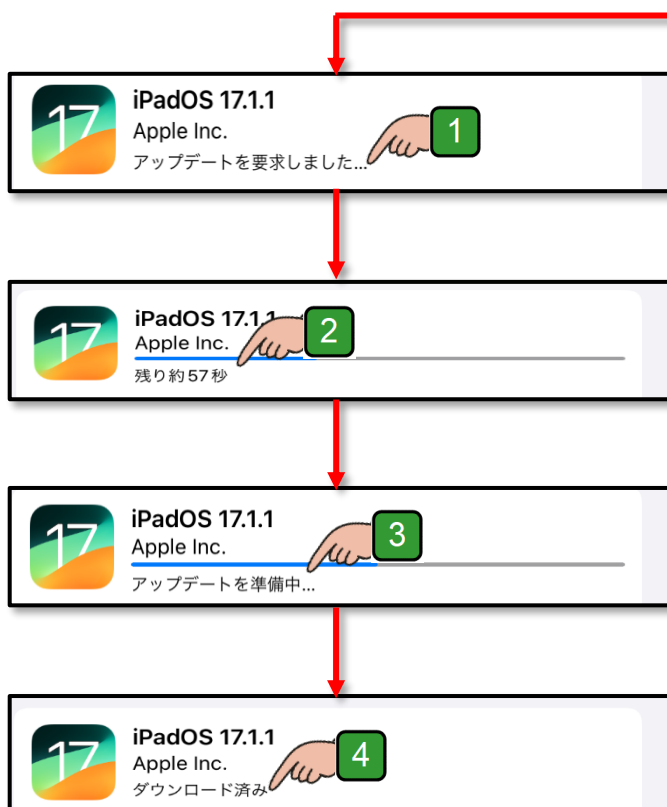 17
iPadOS 17.1.1
Apple Inc.
アップデートを要求しました...
1
17
iPadOS 17.1.1
Apple Inc.
残り約57秒
2
17
iPadOS 17.1.1
Apple Inc.
アップデートを準備中...
3
17
iPadOS 17.1.1
Apple Inc.
ダウンロード済み
4